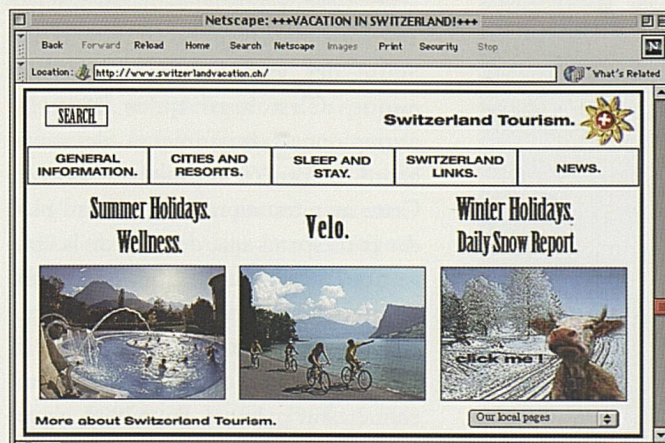 Netscape: +++VACATION IN SWITZERLAND!+++
Back Forward Reload Home Search Netscape Images Print Security Stop
N
Location: http://www.switzerlandvacation.ch/ What's Related
SEARCH.
Switzerland Tourism.
GENERAL INFORMATION. CITIES AND RESORTS. SLEEP AND STAY. SWITZERLAND LINKS. NEWS.
Summer Holidays.
Wellness.
Velo.
Winter Holidays.
Daily Snow Report.
click me !
More about Switzerland Tourism.
Our local pages